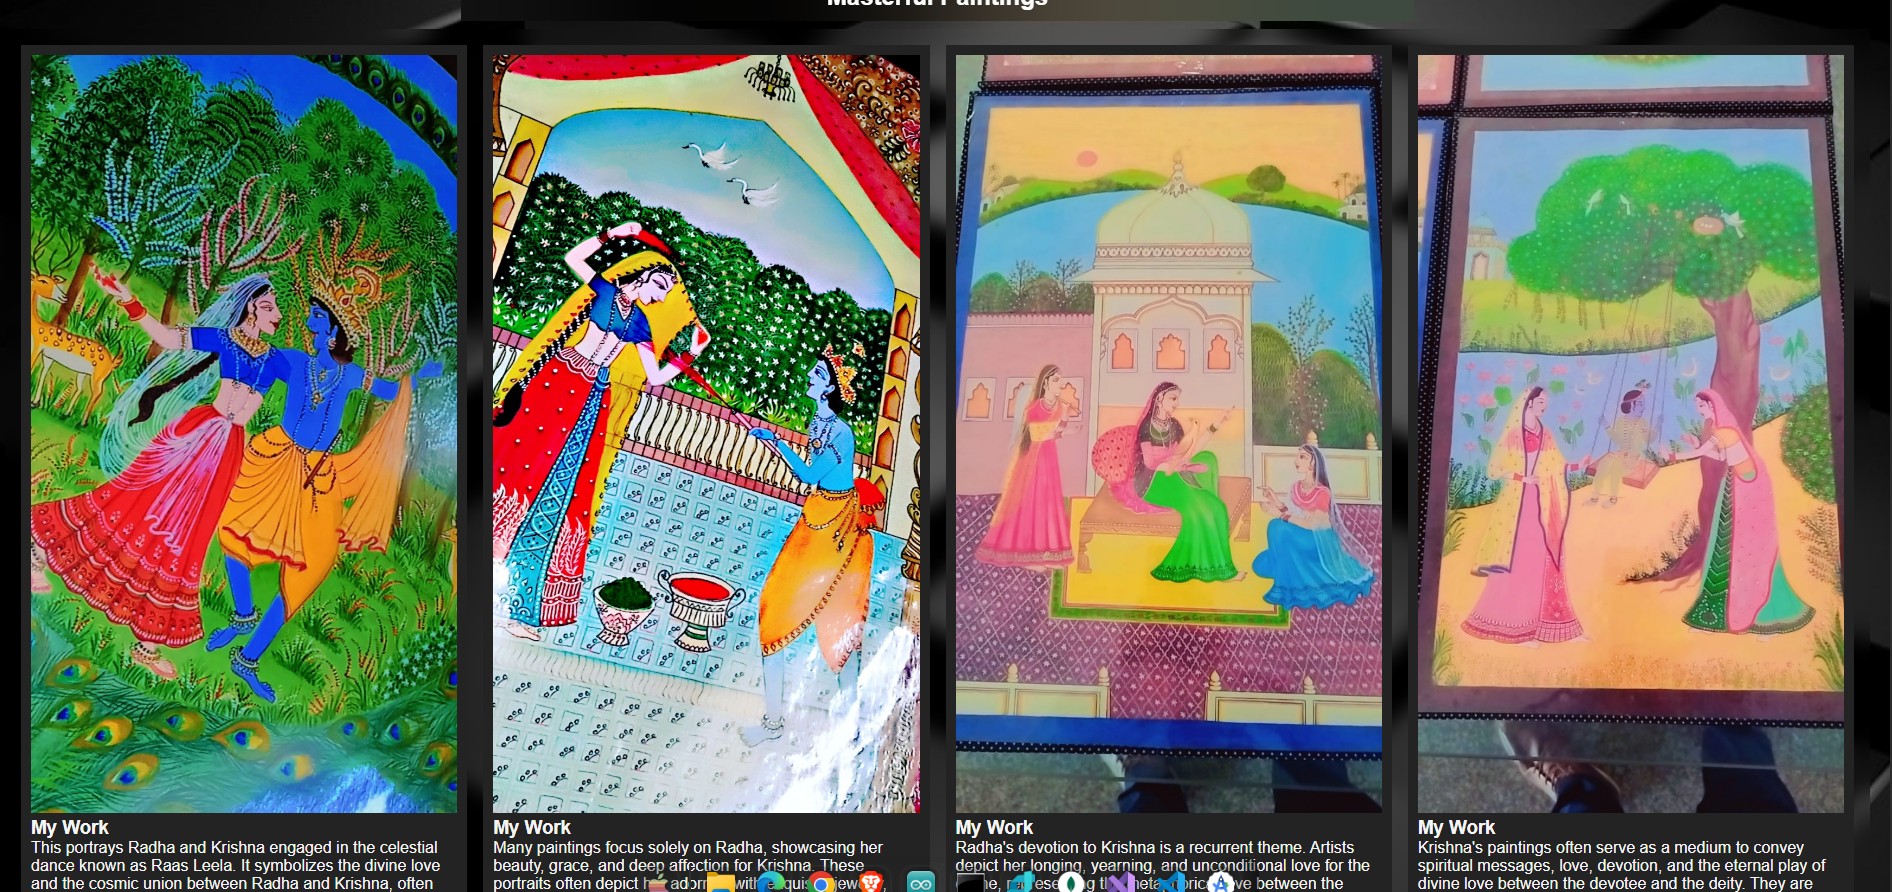 Masterful Paintings
My Work
This portrays Radha and Krishna engaged in the celestial
dance known as Raas Leela. It symbolizes the divine love
and the cosmic union between Radha and Krishna, often
My Work
Many paintings focus solely on Radha, showcasing her
beauty, grace, and deep affection for Krishna. These
portraits often depict
My Work
Radha's devotion to Krishna is a recurrent theme. Artists
depict her longing, yearning, and unconditional love for the
between the
My Work
Krishna's paintings often serve as a medium to convey
spiritual messages, love, devotion, and the eternal play of
divine love between the devotee and the deity. They are